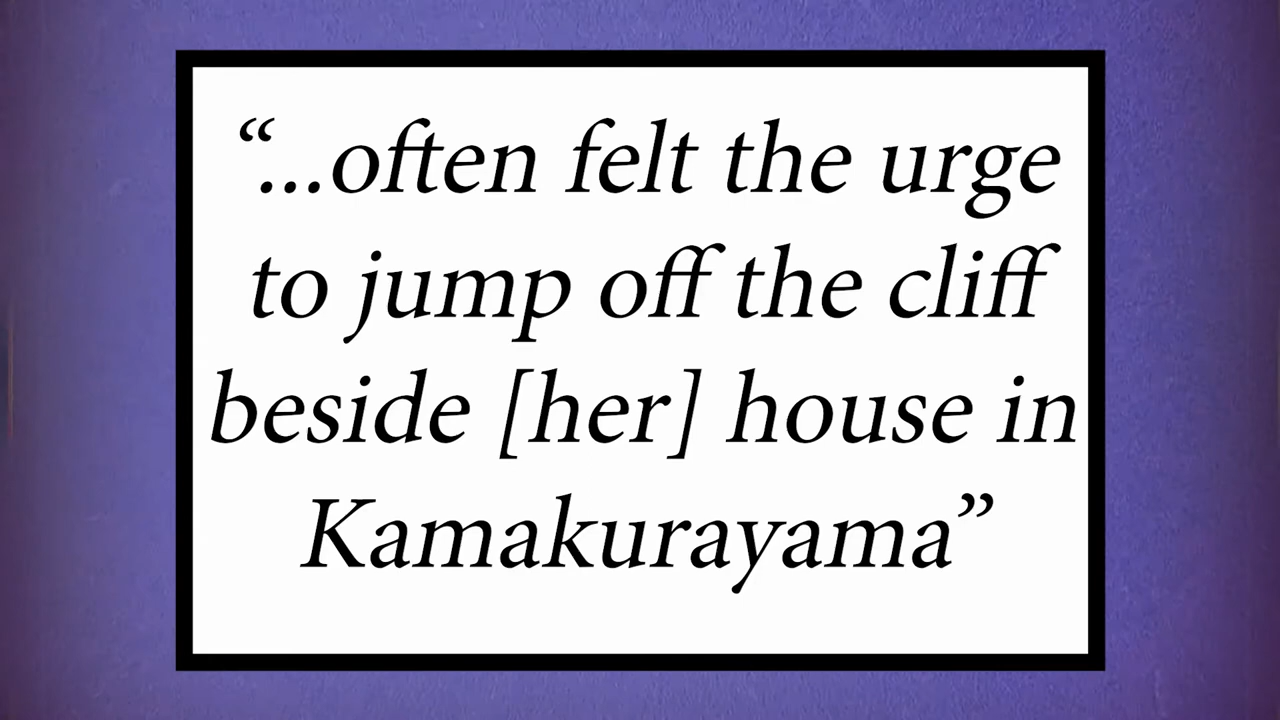 “...often felt the urge
to jump off the cliff
beside [her] house in
Kamakurayama”